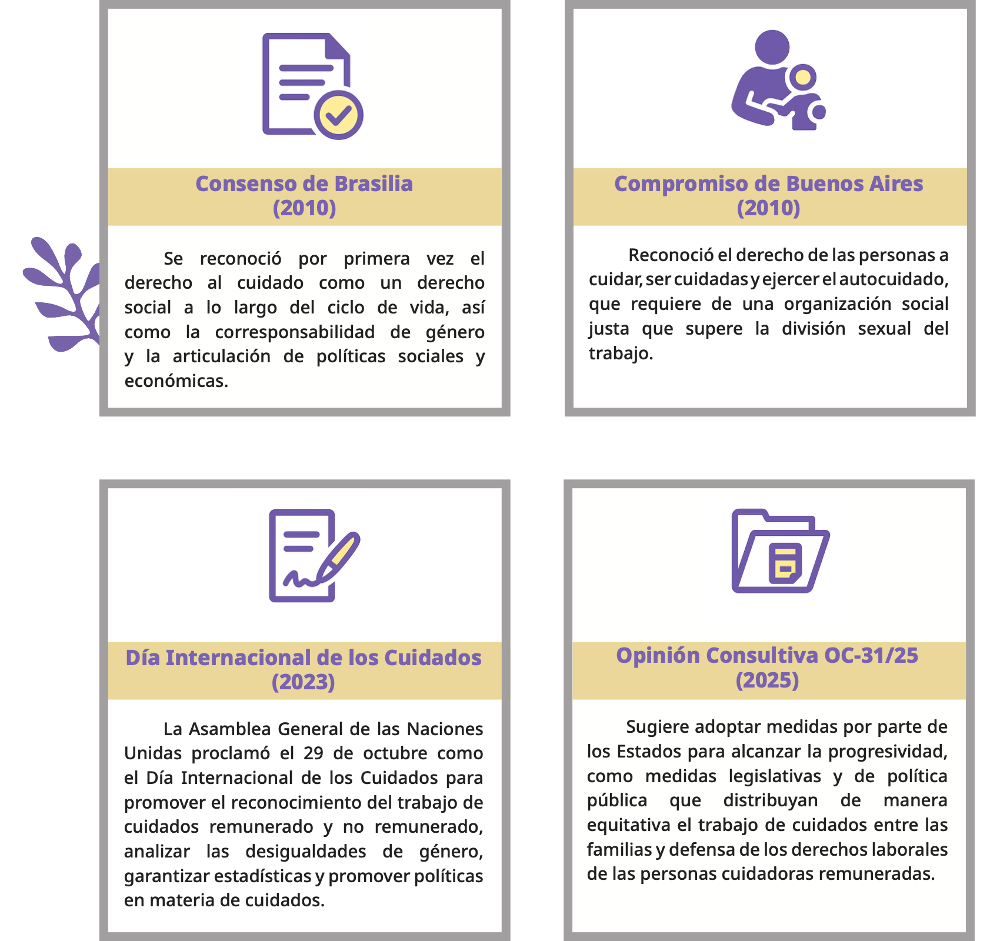 Consenso de Brasilia
(2010)
Se reconoció por primera vez el
derecho al cuidado como un derecho
social a lo largo del ciclo de vida, así
como la corresponsabilidad de género
y la articulación de políticas sociales y
económicas.
Compromiso de Buenos Aires
(2010)
Reconoció el derecho de las personas a
cuidar, ser cuidadas y ejercer el autocuidado,
que requiere de una organización social
justa que supere la división sexual del
trabajo.
Día Internacional de los Cuidados
(2023)
La Asamblea General de las Naciones
Unidas proclamó el 29 de octubre como
el Día Internacional de los Cuidados para
promover el reconocimiento del trabajo de
cuidados remunerado y no remunerado,
analizar las desigualdades de género,
garantizar estadísticas y promover políticas
en materia de cuidados.
Opinión Consultiva OC-31/25
(2025)
Sugiere adoptar medidas por parte de
los Estados para alcanzar la progresividad,
como medidas legislativas y de política
pública que distribuyan de manera
equitativa el trabajo de cuidados entre las
familias y defensa de los derechos laborales
de las personas cuidadoras remuneradas.